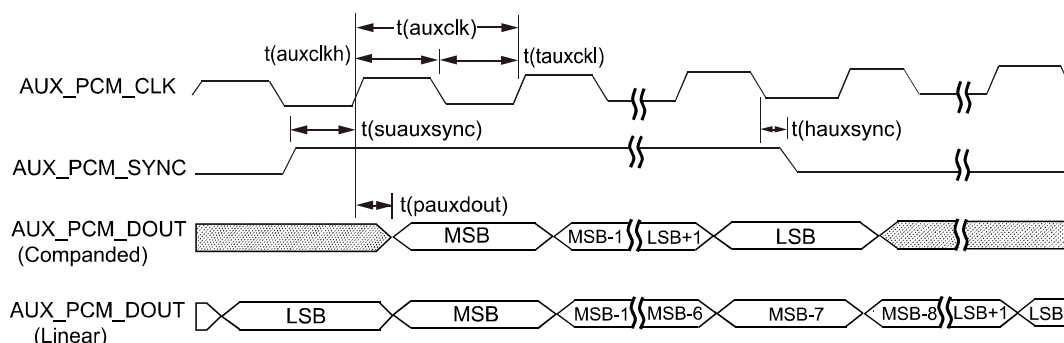 t(auxclk)
t(auxclkh) t(tauxckl)
AUX_PCM_CLK
t(suauxsync) t(hauxsync)
AUX_PCM_SYNC
t(pauxdout)
AUX_PCM_DOUT MSB MSB-1 LSB+1 LSB
(Companded)
AUX_PCM_DOUT LSB MSB MSB-1 MSB-6 MSB-7 MSB-8 LSB+1 LSB
(Linear)